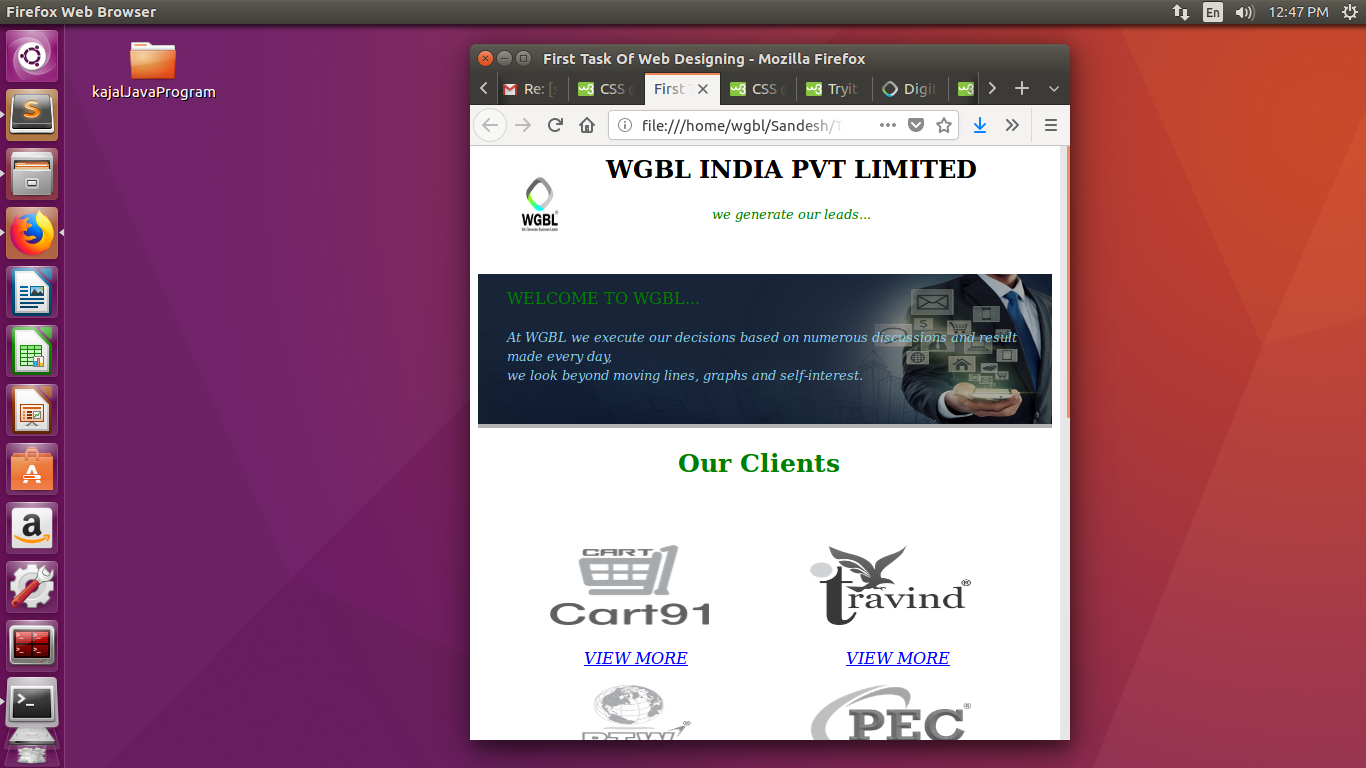 Firefox Web Browser
En
12:47 PM
kajalJavaProgram
First Task Of Web Designing - Mozilla Firefox
Re: [s
CSS
First T
CSS
Tryit
Digit
file:///home/wgbl/Sandesh/T
WGBL INDIA PVT LIMITED
WGBL
we generate our leads...
WELCOME TO WGBL...
At WGBL we execute our decisions based on numerous discussions and result
made every day,
we look beyond moving lines, graphs and self-interest.
Our Clients
CART
Cart91
travind®
VIEW MORE
VIEW MORE
BTW®
PEC®